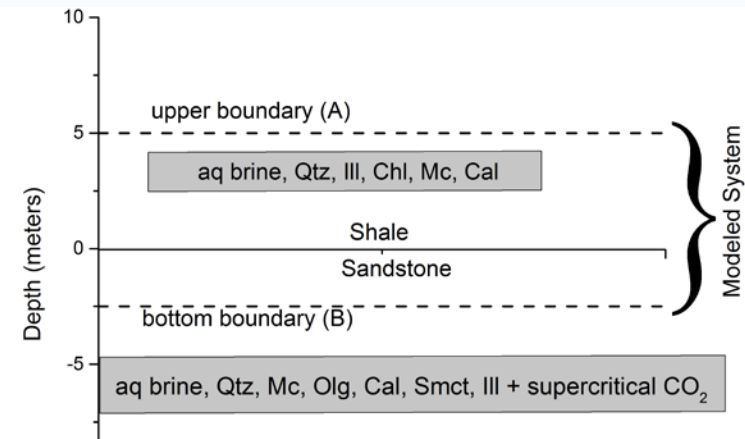 10
upper boundary (A)
5
aq brine, Qtz, Ill, Chl, Mc, Cal
Shale
0
Sandstone
bottom boundary (B)
-5
aq brine, Qtz, Mc, Olg, Cal, Smct, Ill + supercritical CO₂
Depth (meters)
Modeled System